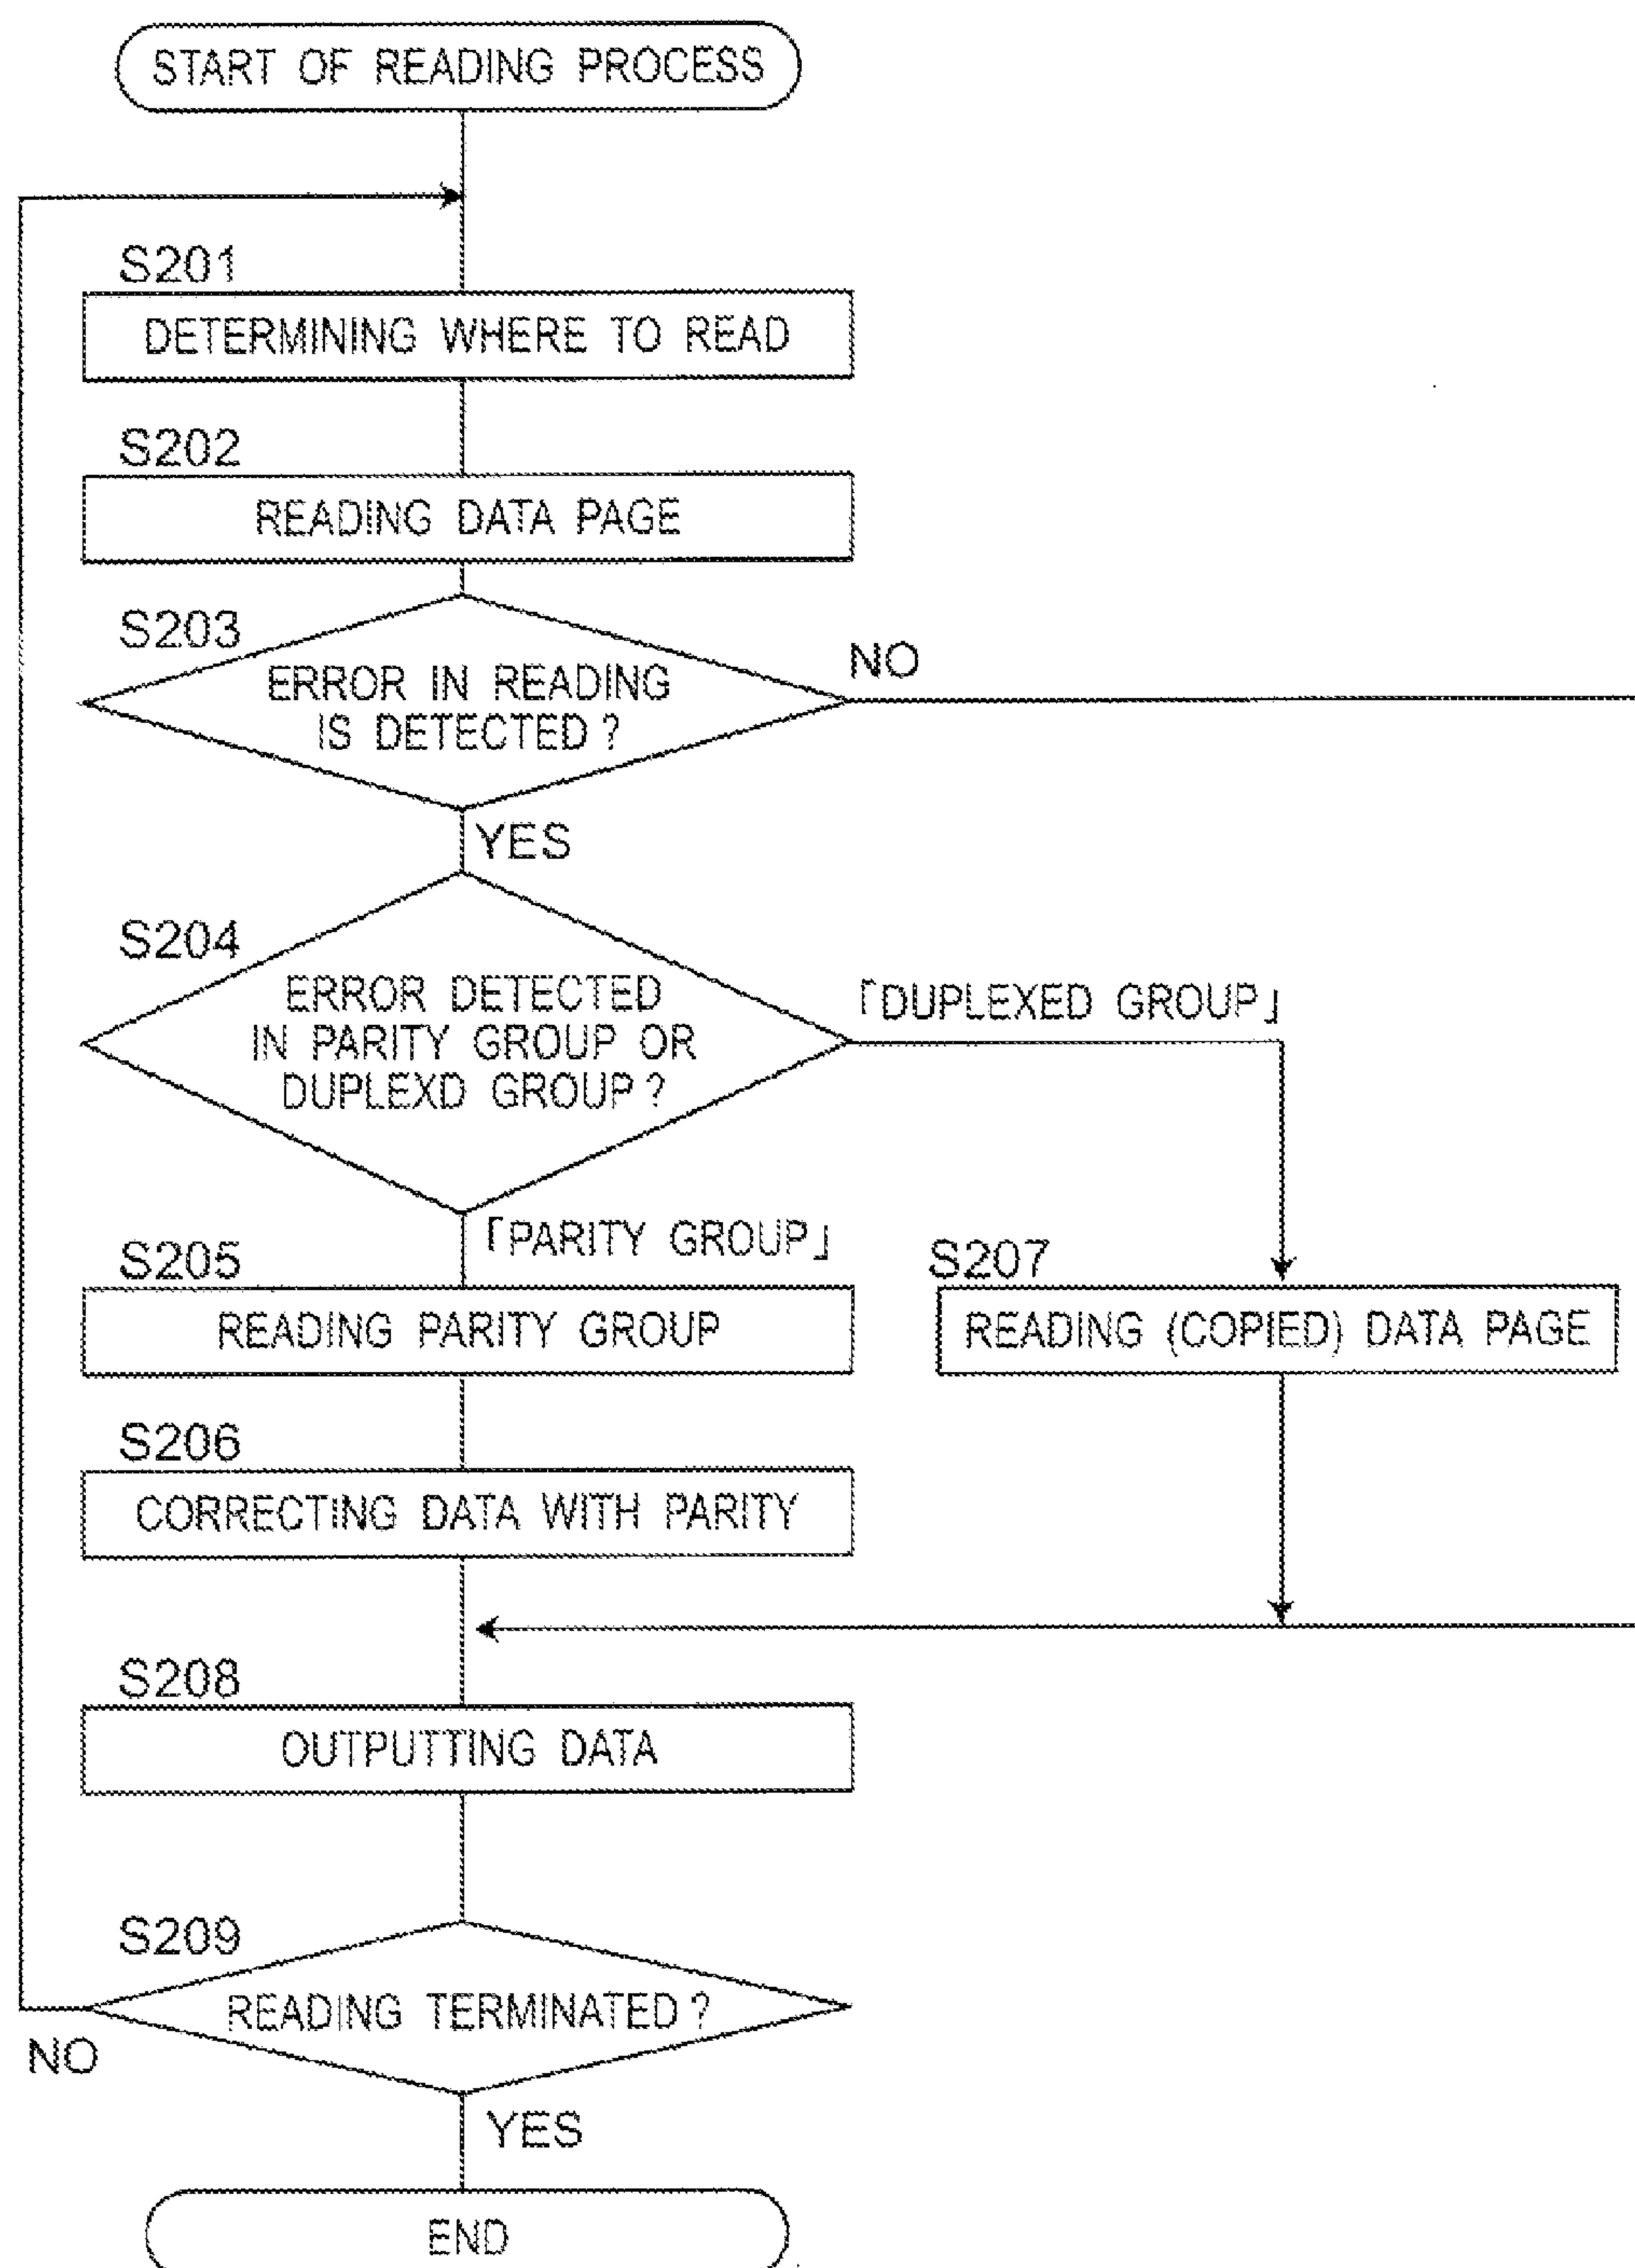 START OF READING PROCESS
S201
DETERMINING WHERE TO READ
S202
READING DATA PAGE
S203
ERROR IN READING
IS DETECTED?
NO
YES
S204
ERROR DETECTED
IN PARITY GROUP OR
DUPLEXD GROUP?
「DUPLEXED GROUP」
「PARITY GROUP」
S205
READING PARITY GROUP
S207
READING (COPIED) DATA PAGE
S206
CORRECTING DATA WITH PARITY
S208
OUTPUTTING DATA
S209
READING TERMINATED?
NO
YES
END